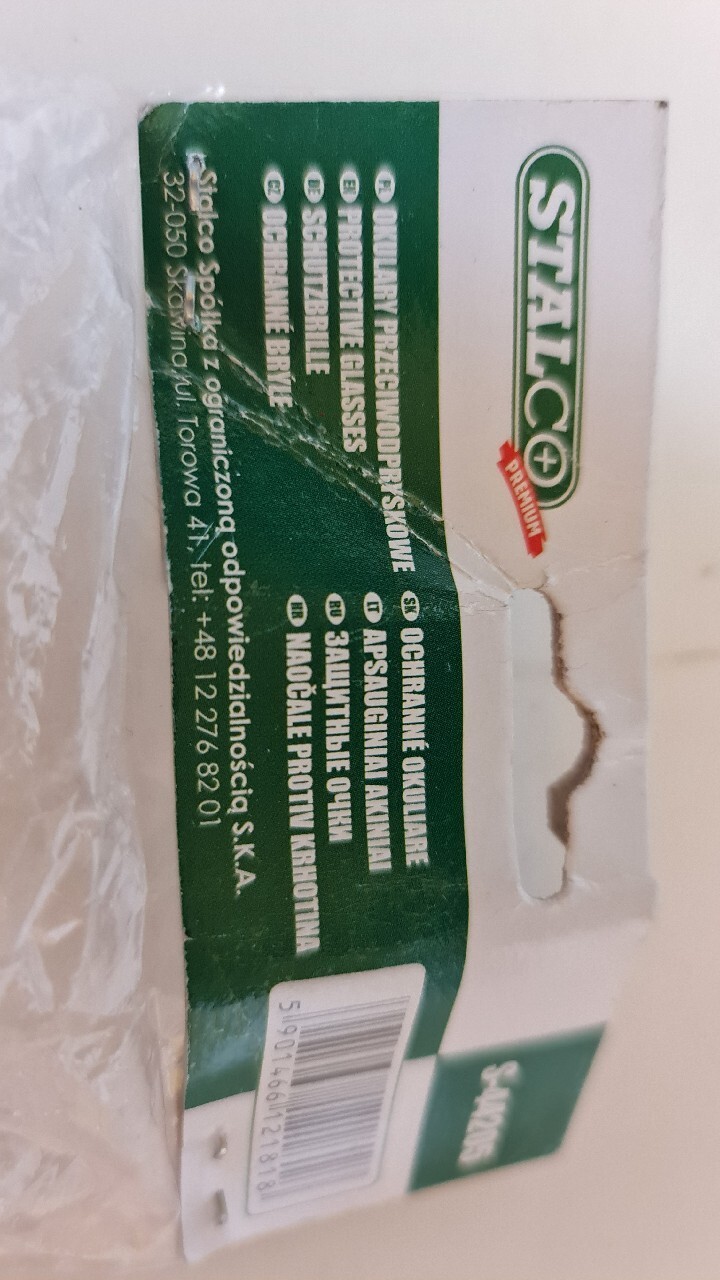 STALCO
PREMIUM
PL OKULARY PRZECIWODPRYSKOWE
EN PROTECTIVE GLASSES
DE SCHUTZBRILLE
CZ OCHRANNÉ BRÝLE
SK OCHRANNÉ OKULIARE
LT APSAUGINIAI AKINIAI
RU ЗАЩИТНЫЕ ОЧКИ
HR NAOČALE PROTIV KRHOTINA
Stalco Spółka z ograniczoną odpowiedzialnością S.K.A.
32-050 Skawina, ul. Torowa 41, tel: +48 12 276 82 01
5 901466 121818